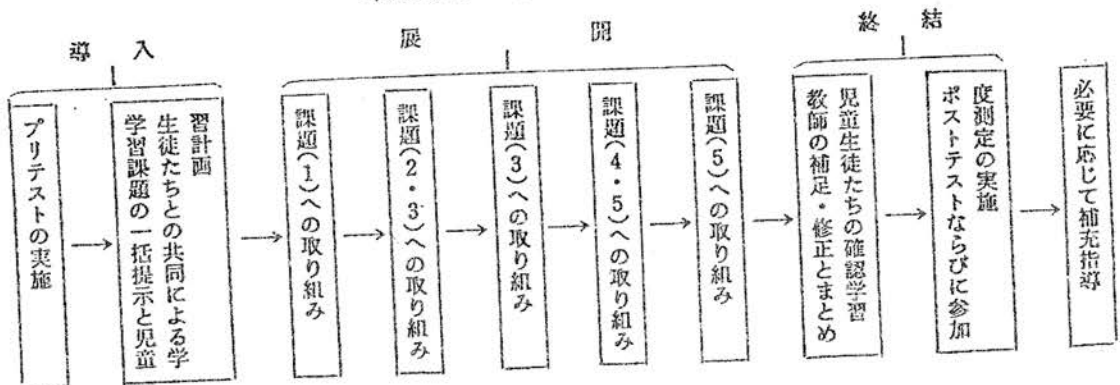 導入
プリテストの実施
→
学習課題の一括提示と児童
生徒たちとの共同による学
習計画
→
展開
課題(1)への取り組み
→
課題(2・3)への取り組み
→
課題(3)への取り組み
→
課題(4・5)への取り組み
→
課題(5)への取り組み
→
終結
教師の補足・修正とまとめ
児童生徒たちの確認学習
→
ポストテストならびに参加
度測定の実施
→
必要に応じて補充指導